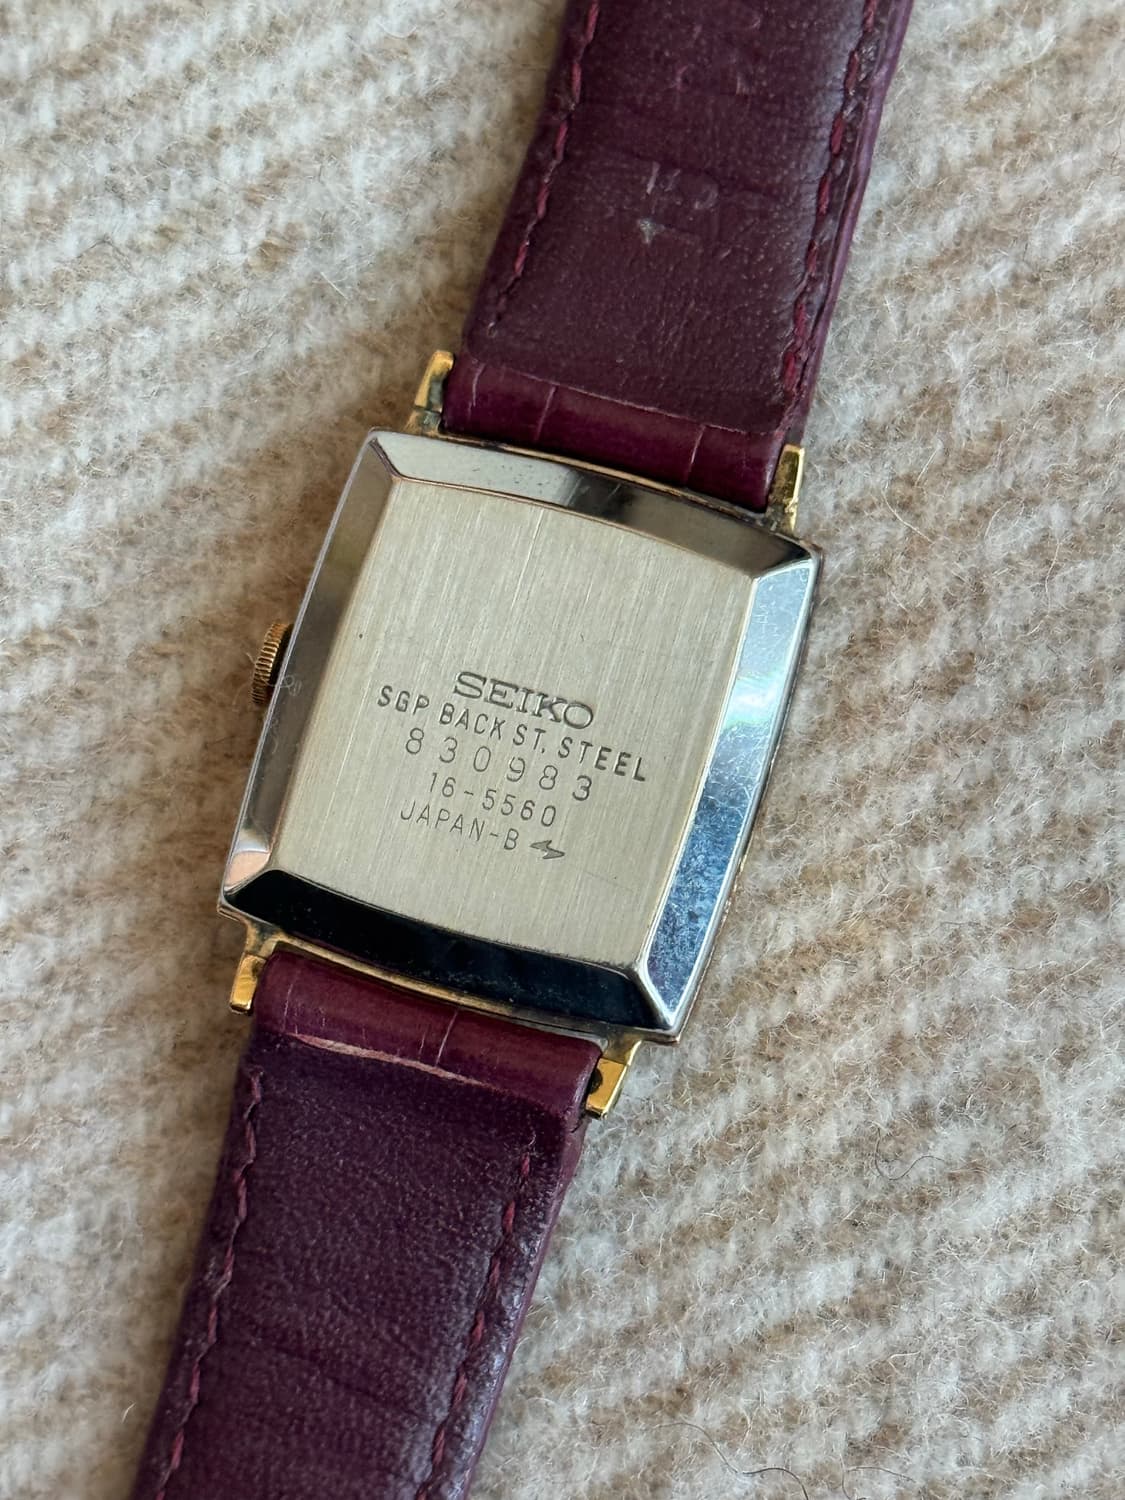 SEIKO
SGP BACK ST. STEEL
830983
16-5560
JAPAN-B